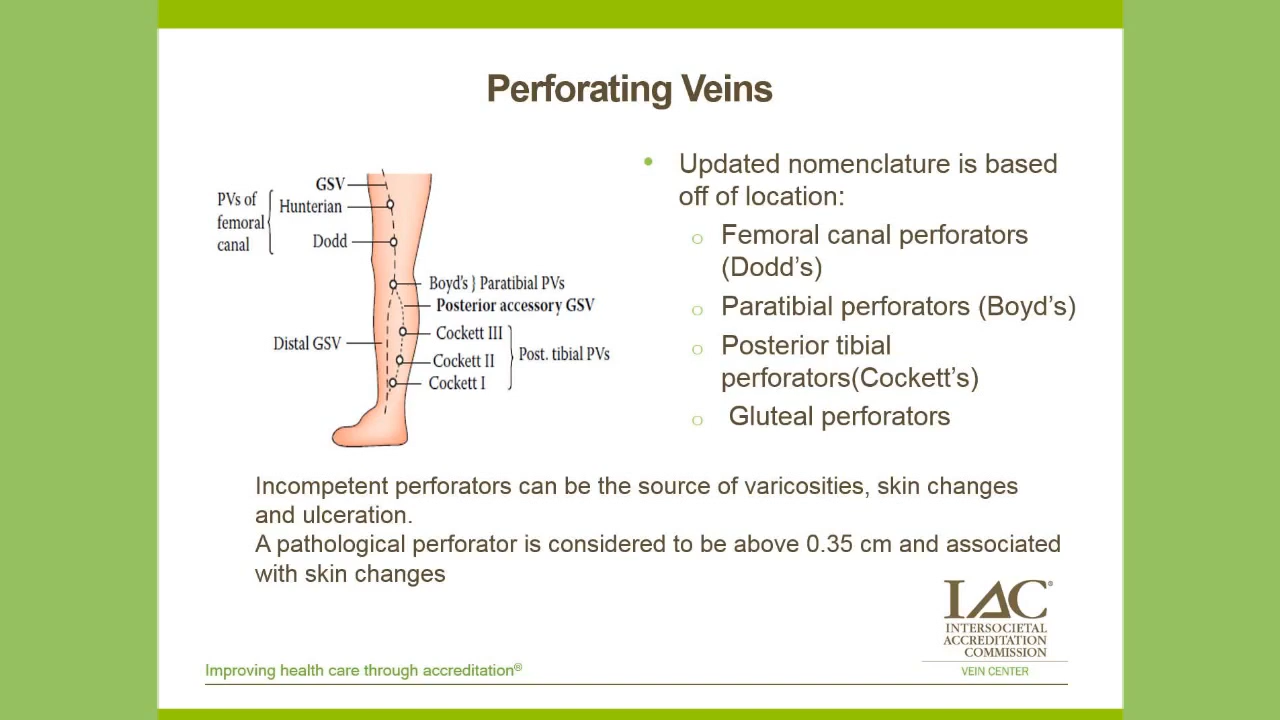 Perforating Veins
GSV
PVs of
femoral
canal
Hunterian
Dodd
Boyd's } Paratibial PVs
Posterior accessory GSV
Distal GSV
Cockett III
Cockett II
Cockett I
Post. tibial PVs
• Updated nomenclature is based
off of location:
o Femoral canal perforators
(Dodd’s)
o Paratibial perforators (Boyd’s)
o Posterior tibial
perforators(Cockett’s)
o Gluteal perforators
Incompetent perforators can be the source of varicosities, skin changes
and ulceration.
A pathological perforator is considered to be above 0.35 cm and associated
with skin changes
IAC®
INTERSOCIETAL
ACCREDITATION
COMMISSION
VEIN CENTER
Improving health care through accreditation®